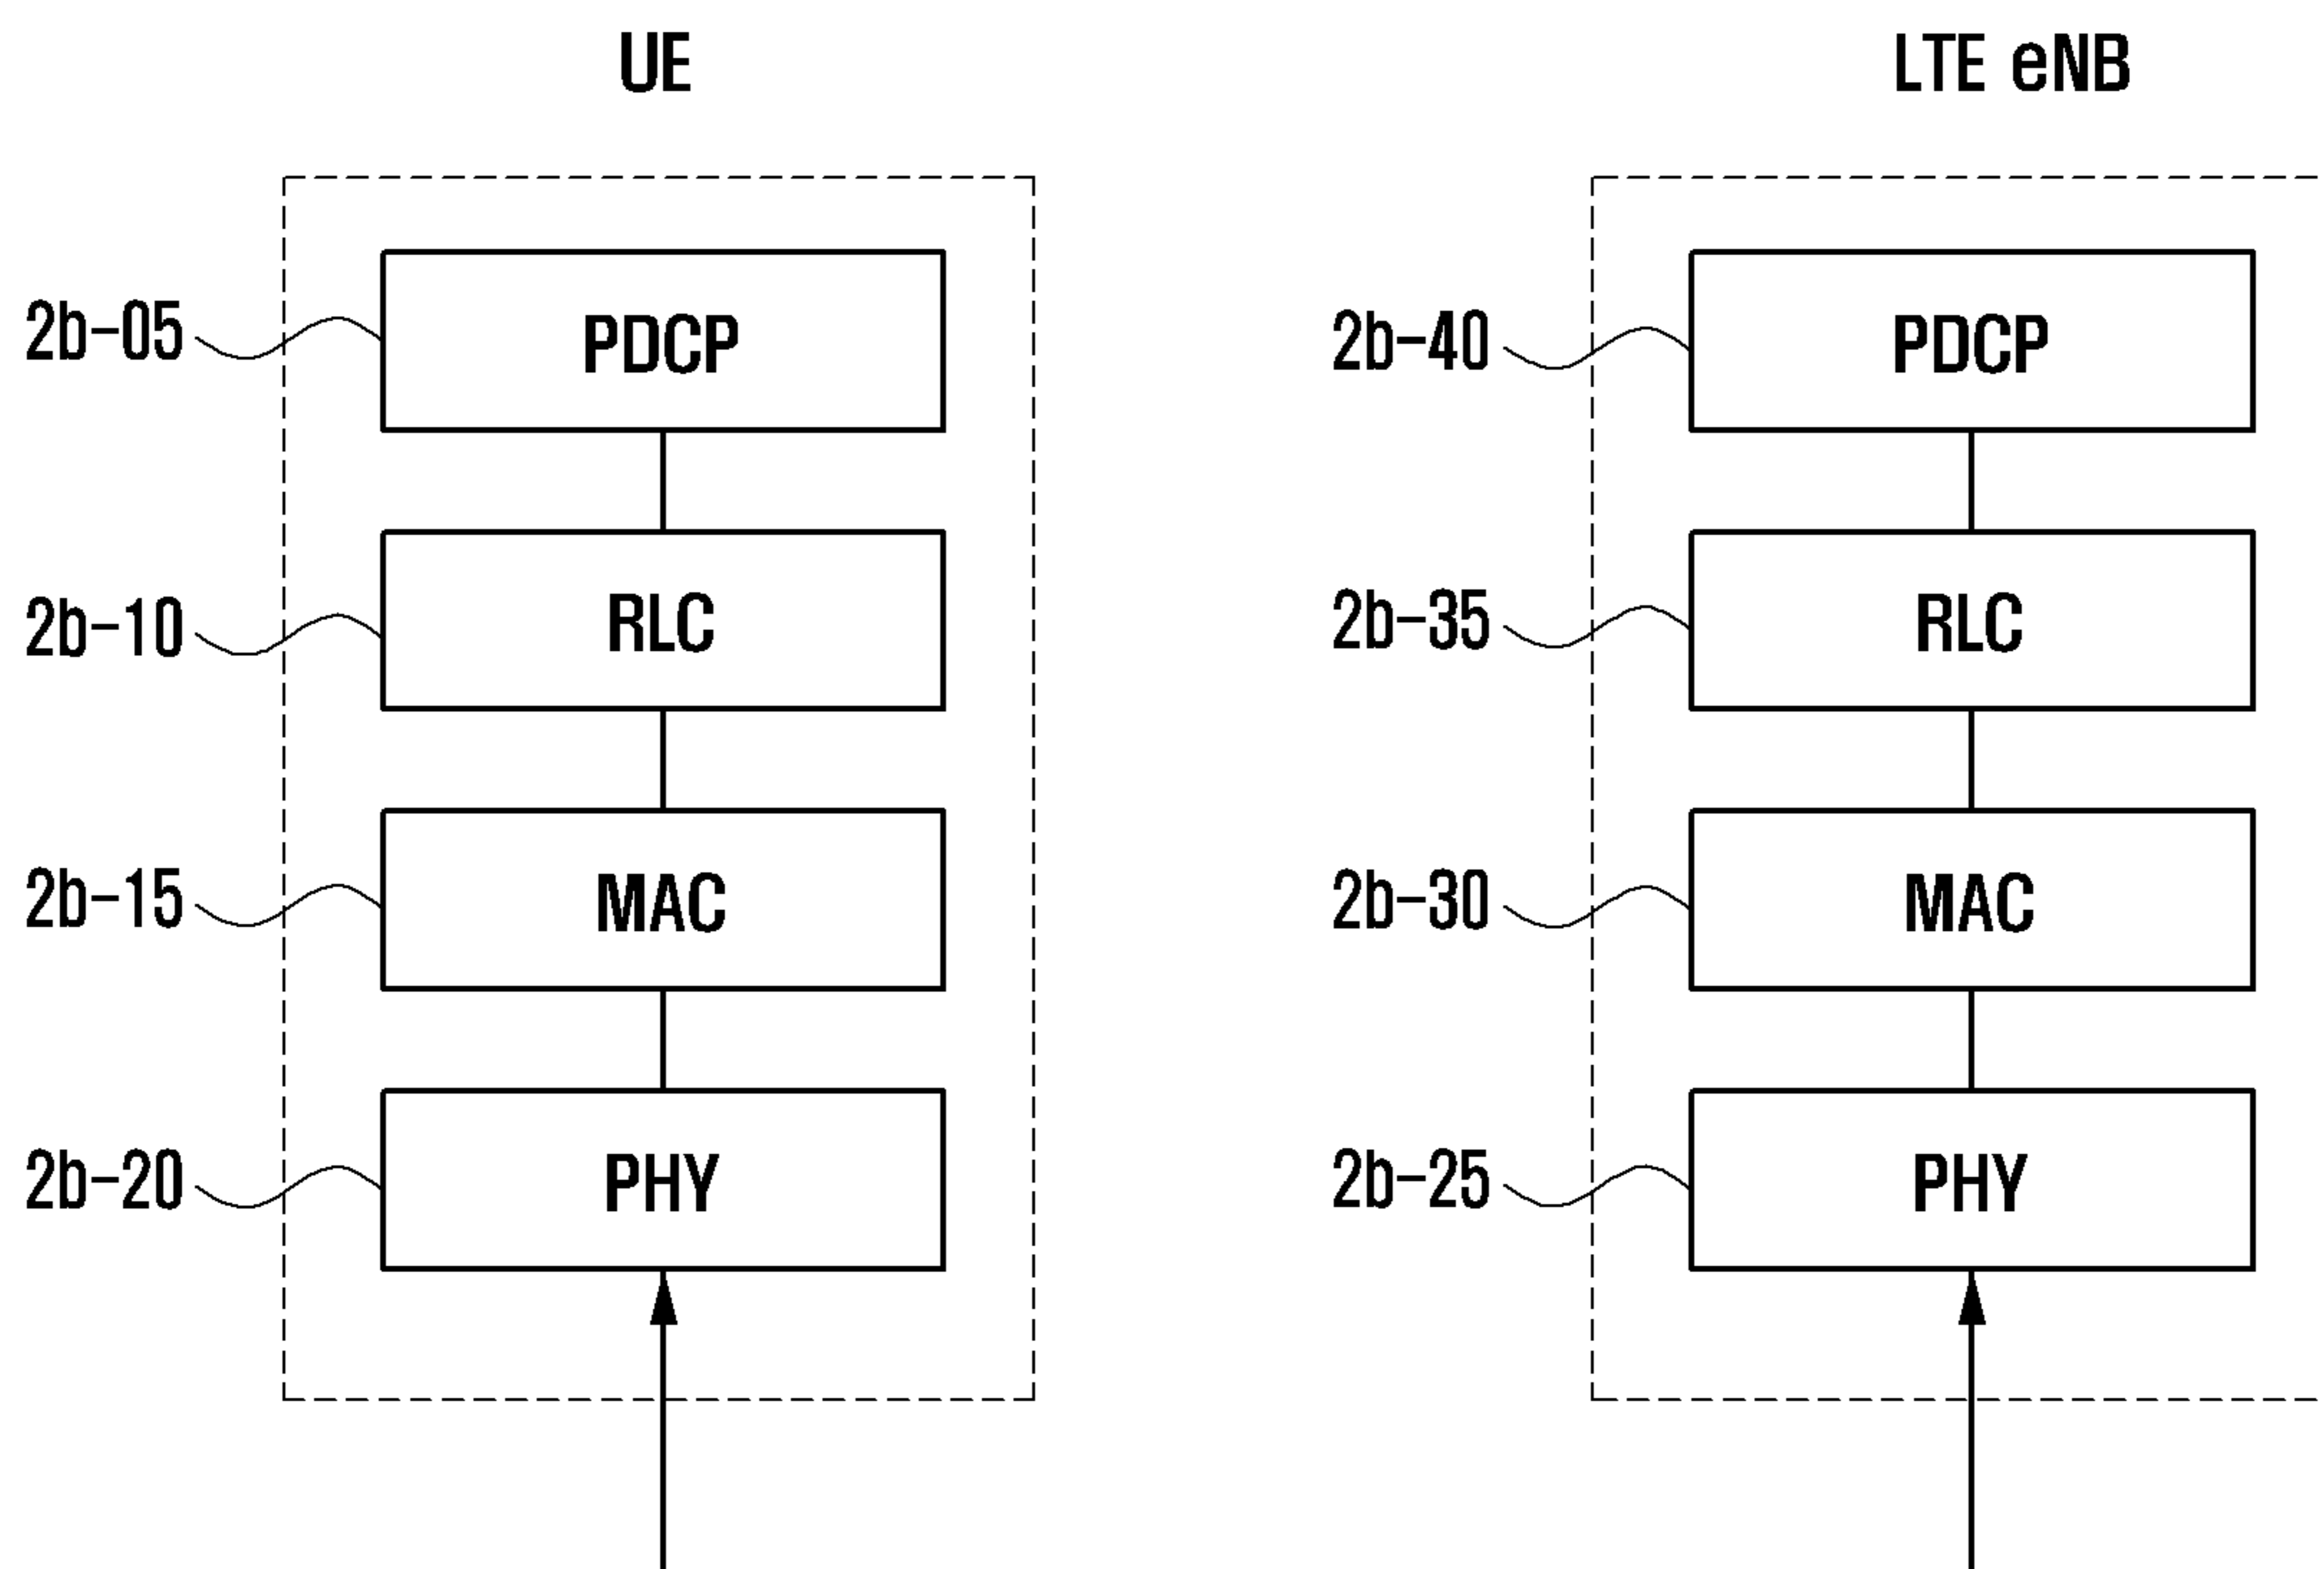 UE LTE eNB
2b-05 PDCP 2b-40 PDCP
2b-10 RLC 2b-35 RLC
2b-15 MAC 2b-30 MAC
2b-20 PHY 2b-25 PHY